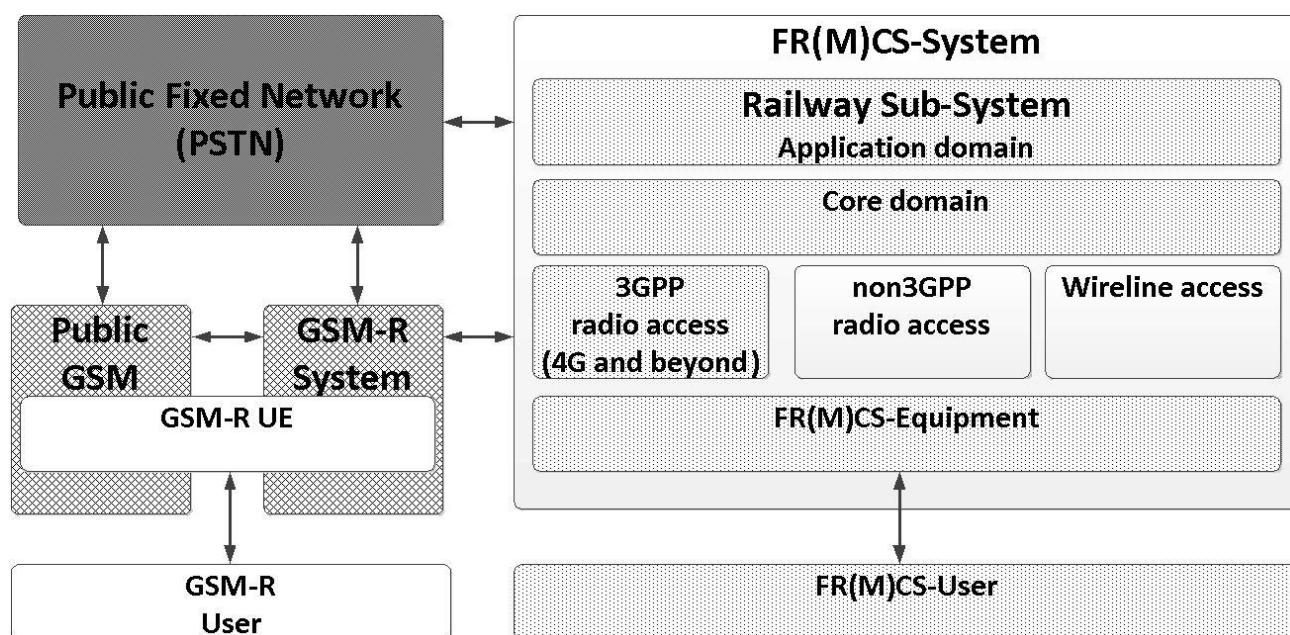 Public Fixed Network
(PSTN)
Public
GSM
GSM-R
System
GSM-R UE
GSM-R
User
FR(M)CS-System
Railway Sub-System
Application domain
Core domain
3GPP
radio access
(4G and beyond)
non3GPP
radio access
Wireline access
FR(M)CS-Equipment
FR(M)CS-User